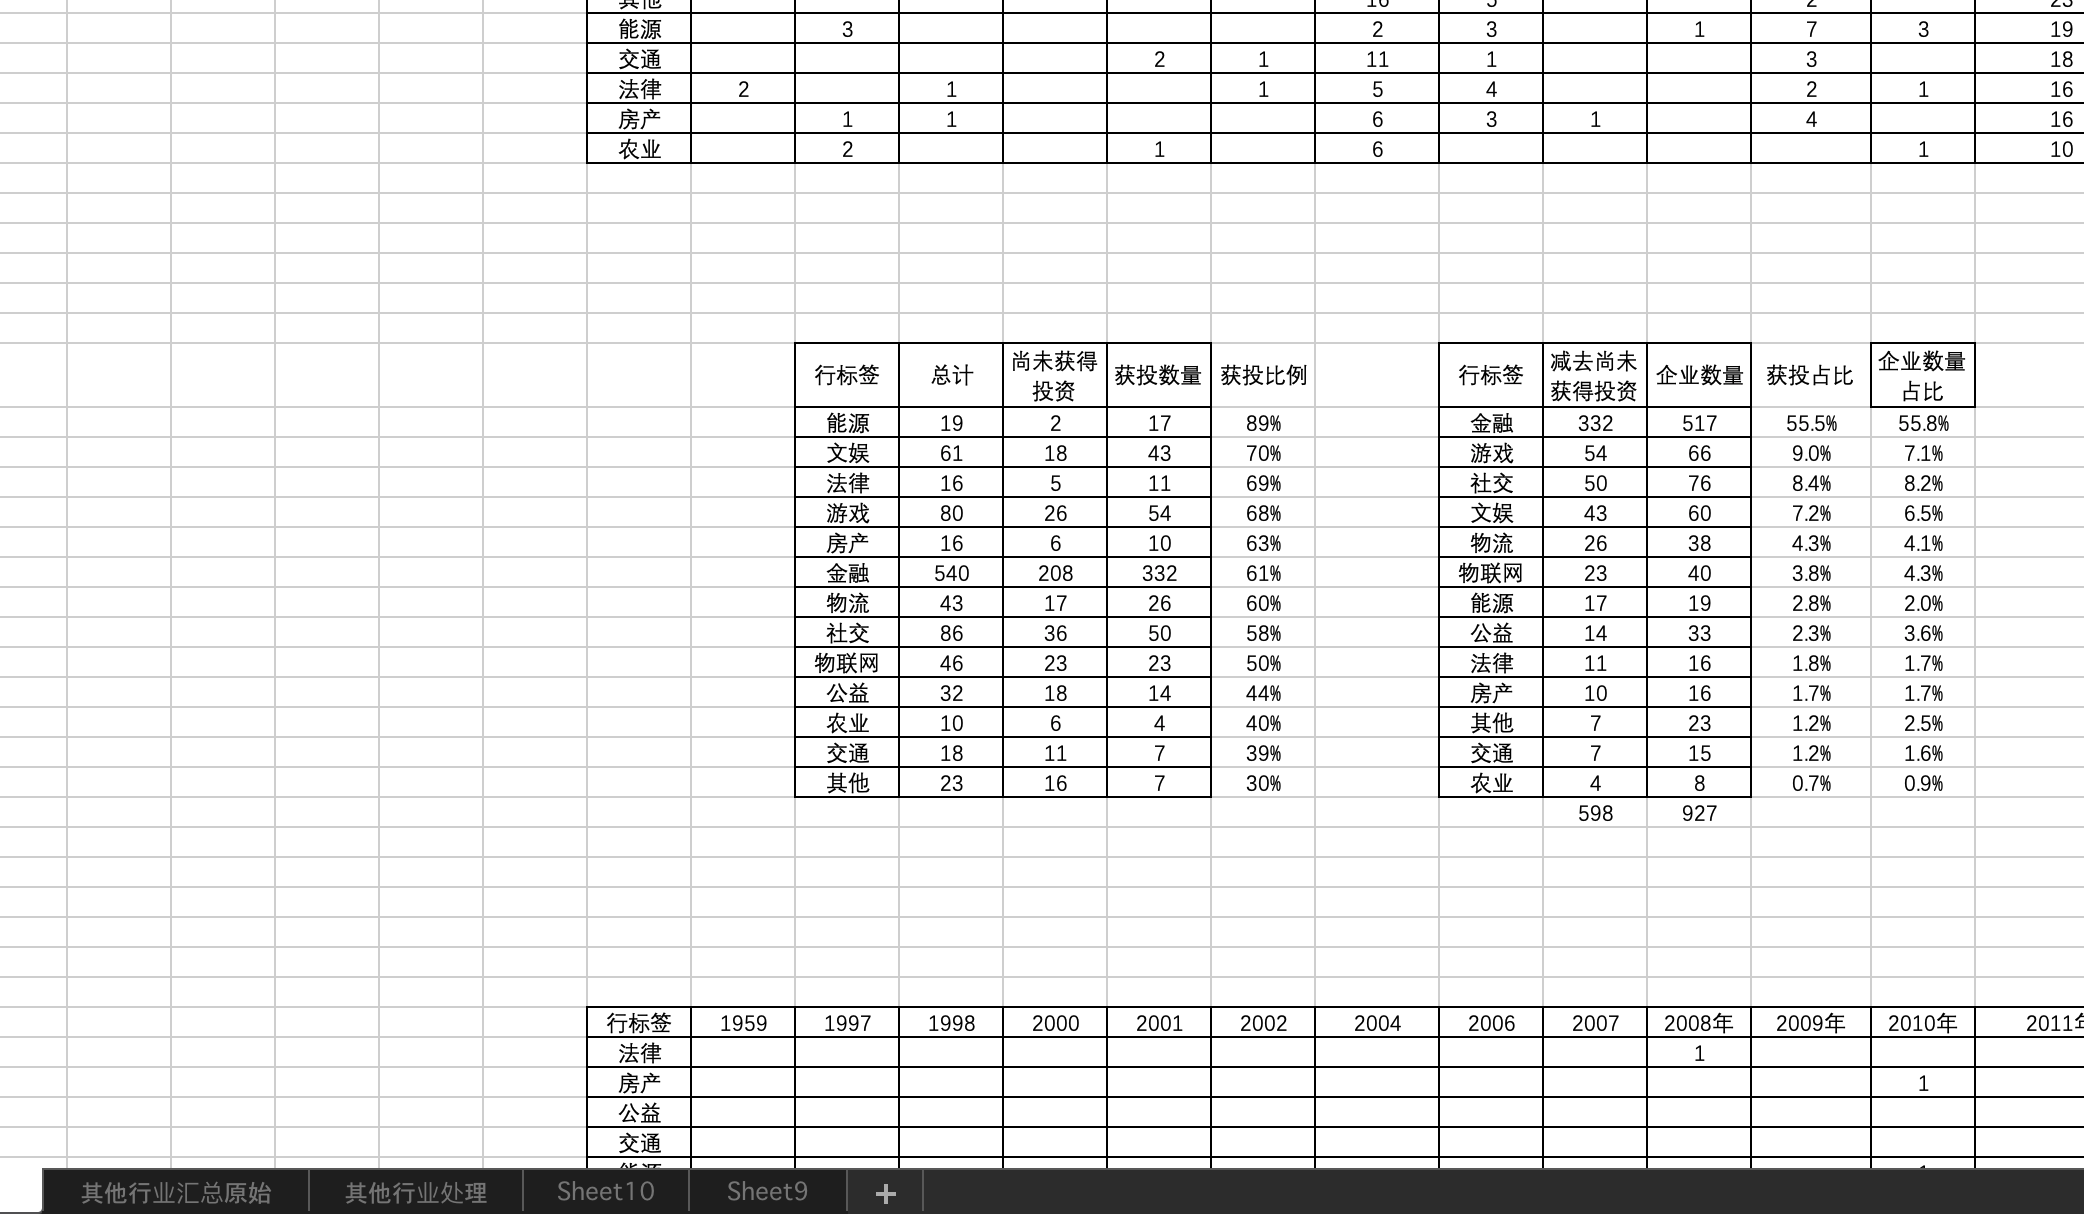 其他 16 5 2 23
能源 3 2 3 1 7 3 19
交通 2 1 11 1 3 18
法律 2 1 1 5 4 2 1 16
房产 1 1 6 3 1 4 16
农业 2 1 6 1 10
行标签 总计 尚未获得投资 获投数量 获投比例
能源 19 2 17 89%
文娱 61 18 43 70%
法律 16 5 11 69%
游戏 80 26 54 68%
房产 16 6 10 63%
金融 540 208 332 61%
物流 43 17 26 60%
社交 86 36 50 58%
物联网 46 23 23 50%
公益 32 18 14 44%
农业 10 6 4 40%
交通 18 11 7 39%
其他 23 16 7 30%
行标签 减去尚未获得投资 企业数量 获投占比 企业数量占比
金融 332 517 55.5% 55.8%
游戏 54 66 9.0% 7.1%
社交 50 76 8.4% 8.2%
文娱 43 60 7.2% 6.5%
物流 26 38 4.3% 4.1%
物联网 23 40 3.8% 4.3%
能源 17 19 2.8% 2.0%
公益 14 33 2.3% 3.6%
法律 11 16 1.8% 1.7%
房产 10 16 1.7% 1.7%
其他 7 23 1.2% 2.5%
交通 7 15 1.2% 1.6%
农业 4 8 0.7% 0.9%
598 927
行标签 1959 1997 1998 2000 2001 2002 2004 2006 2007 2008年 2009年 2010年 2011年
法律 1
房产 1
公益
交通
能源 1
其他行业汇总原始 其他行业处理 Sheet10 Sheet9 +